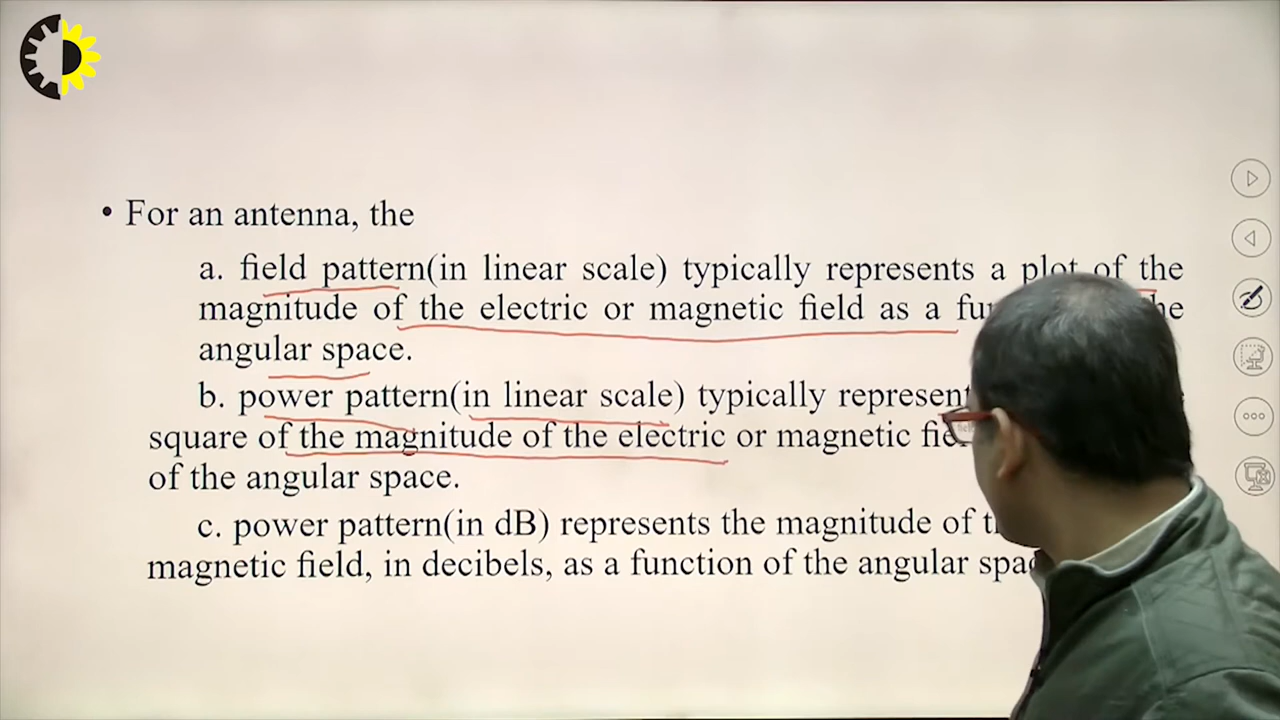 • For an antenna, the
a. field pattern(in linear scale) typically represents a plot of the
magnitude of the electric or magnetic field as a
angular space.
b. power pattern(in linear scale) typically
square of the magnitude of the electric or magnetic
of the angular space.
c. power pattern(in dB) represents the magnitude of
magnetic field, in decibels, as a function of the angular